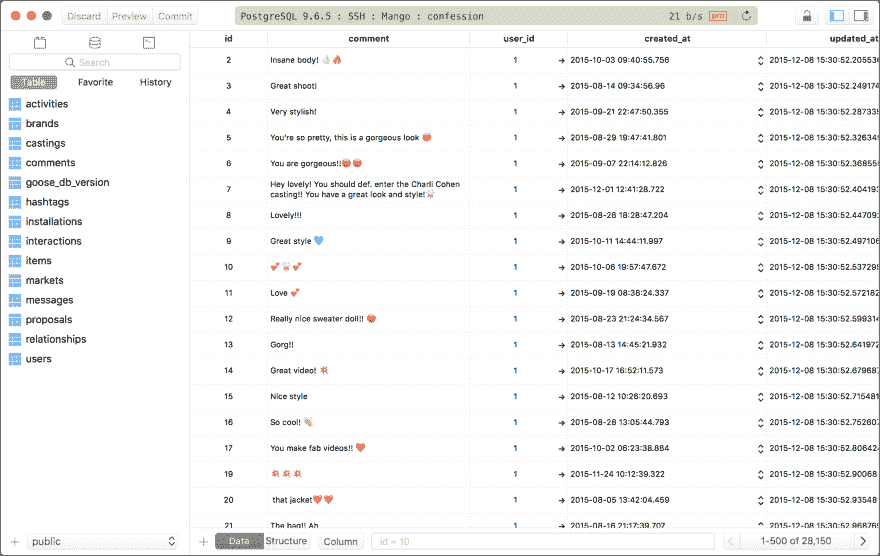 Discard Preview Commit PostgreSQL 9.6.5 : SSH : Mango : confession 21 b/s pro
Search
Table Favorite History
activities
brands
castings
comments
goose_db_version
hashtags
installations
interactions
items
markets
messages
proposals
relationships
users
+ public
id comment user_id created_at updated_at
2 Insane body! 👌🔥 1 → 2015-10-03 09:40:55.756 2015-12-08 15:30:52.205536
3 Great shoot! 1 → 2015-08-14 09:34:56.96 2015-12-08 15:30:52.249174
4 Very stylish! 1 → 2015-09-21 22:47:50.355 2015-12-08 15:30:52.287335
5 You're so pretty, this is a gorgeous look 1 → 2015-08-29 19:47:41.801 2015-12-08 15:30:52.326349
6 You are gorgeous!! 1 → 2015-09-07 22:14:12.826 2015-12-08 15:30:52.368555
7 Hey lovely! You should def. enter the Charli Cohen
casting!! You have a great look and style! 1 → 2015-12-01 12:41:28.722 2015-12-08 15:30:52.404193
8 Lovely!!! 1 → 2015-08-26 18:28:47.204 2015-12-08 15:30:52.447092
9 Great style 💙 1 → 2015-10-11 14:44:11.997 2015-12-08 15:30:52.497106
10 1 → 2015-10-06 19:57:47.672 2015-12-08 15:30:52.537295
11 Love 💕 1 → 2015-09-19 08:36:24.337 2015-12-08 15:30:52.572182
12 Really nice sweater doll!! 1 → 2015-08-23 21:24:34.567 2015-12-08 15:30:52.599314
13 Gorg!! 1 → 2015-08-13 14:45:21.932 2015-12-08 15:30:52.641972
14 Great video! 💥 1 → 2015-10-17 16:52:11.573 2015-12-08 15:30:52.679687
15 Nice style 1 → 2015-08-12 10:26:20.693 2015-12-08 15:30:52.715481
16 So cool! 👏 1 → 2015-08-28 13:05:44.793 2015-12-08 15:30:52.752607
17 You make fab videos!! ❤️ 1 → 2015-10-02 06:23:38.884 2015-12-08 15:30:52.806424
19 💥 💥 💥 1 → 2015-11-24 10:12:39.322 2015-12-08 15:30:52.90068
20 that jacket❤️❤️ 1 → 2015-08-05 13:42:04.459 2015-12-08 15:30:52.935481
21 The bag!! Ah 1 → 2015-08-16 21:17:39.707 2015-12-08 15:30:52.968769
+ Data Structure Column id = 10 1-500 of 28,150